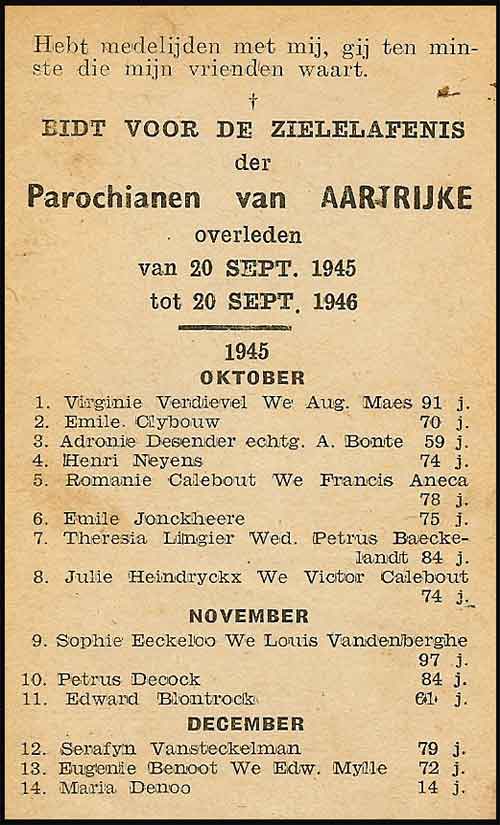 Hebt medelijden met mij, gij ten min-
ste die mijn vrienden waart.
†
BIDT VOOR DE ZIELELAFENIS
der
Parochianen van AARTRIJKE
overleden
van 20 SEPT. 1945
tot 20 SEPT. 1946
1945
OKTOBER
1. Virginie Verdievel We Aug. Maes 91 j.
2. Emile. Clybouw 70 j.
3. Adronie Desender echtg. A. Bonte 59 j.
4. Henri Neyens 74 j.
5. Romanie Calebout We Francis Aneca
78 j.
6. Emile Jonckheere 75 j.
7. Theresia Lingier Wed. Petrus Baecke-
landt 84 j.
8. Julie Heindryckx We Victor Calebout
74 j.
NOVEMBER
9. Sophie Eeckeloo We Louis Vandenberghe
97 j.
10. Petrus Decock 84 j.
11. Edward Blontrock 61 j.
DECEMBER
12. Serafyn Vansteckelman 79 j.
13. Eugenie Benoot We Edw. Mylle 72 j.
14. Maria Denoo 14 j.